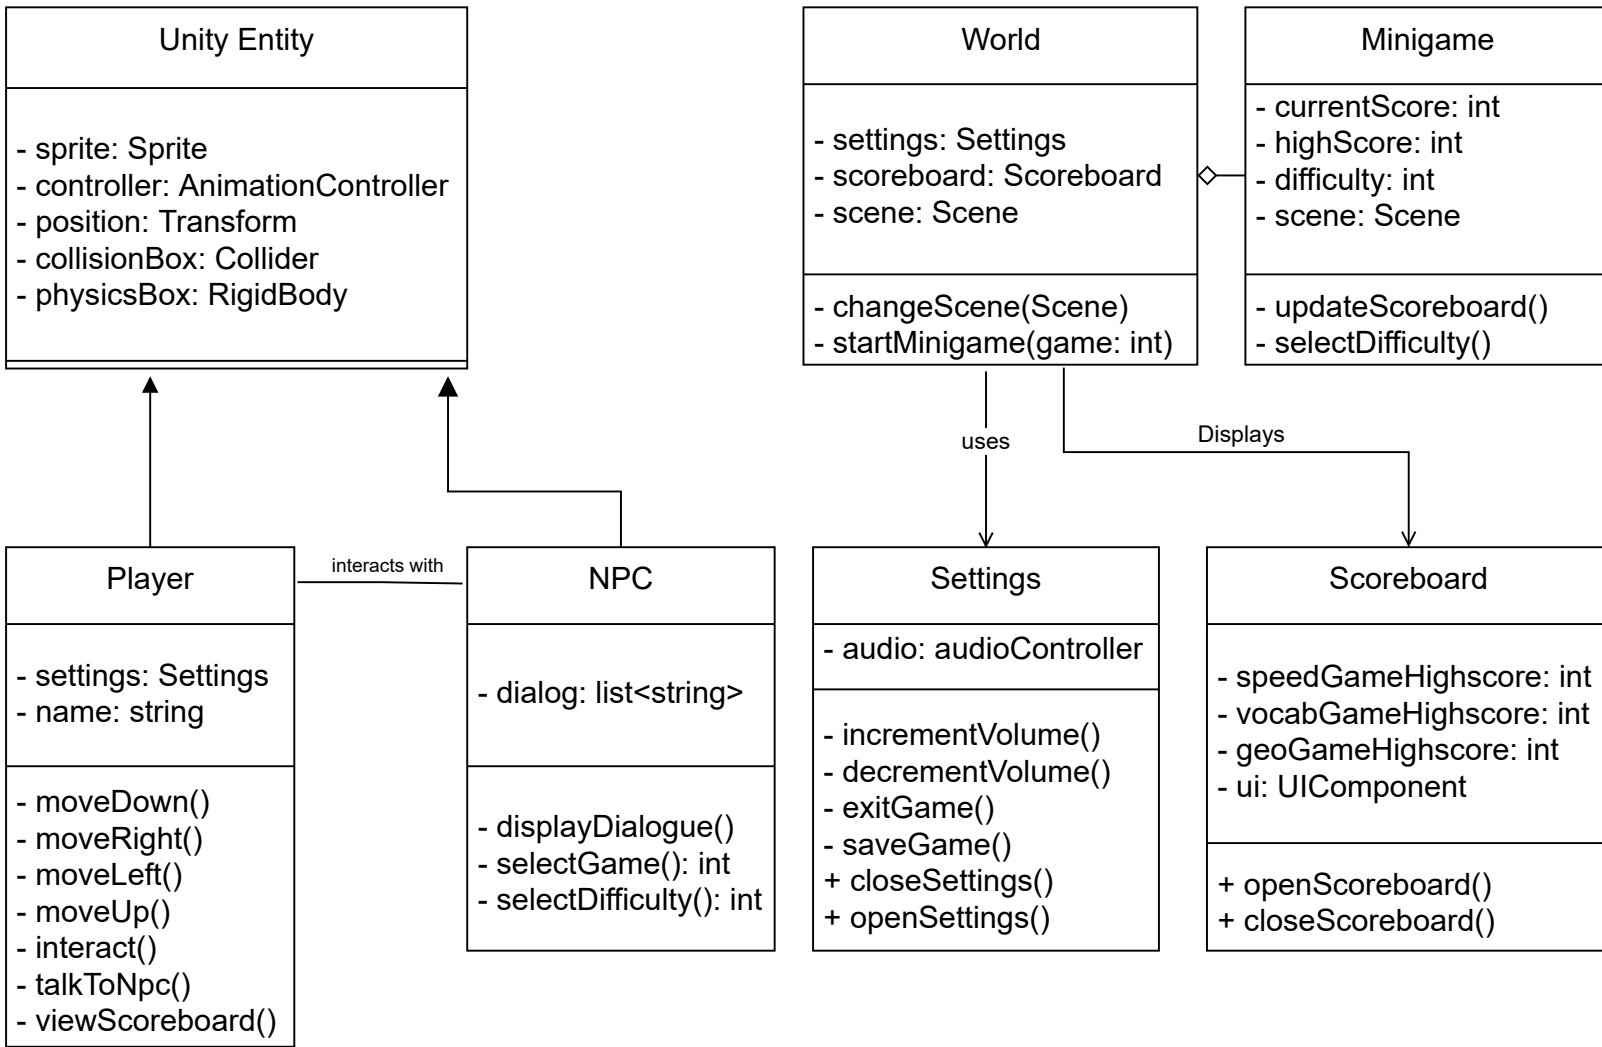 Unity Entity
- sprite: Sprite
- controller: AnimationController
- position: Transform
- collisionBox: Collider
- physicsBox: RigidBody
World
- settings: Settings
- scoreboard: Scoreboard
- scene: Scene
- changeScene(Scene)
- startMinigame(game: int)
Minigame
- currentScore: int
- highScore: int
- difficulty: int
- scene: Scene
- updateScoreboard()
- selectDifficulty()
uses
Displays
Player
- settings: Settings
- name: string
- moveDown()
- moveRight()
- moveLeft()
- moveUp()
- interact()
- talkToNpc()
- viewScoreboard()
interacts with
NPC
- dialog: list<string>
- displayDialogue()
- selectGame(): int
- selectDifficulty(): int
Settings
- audio: audioController
- incrementVolume()
- decrementVolume()
- exitGame()
- saveGame()
+ closeSettings()
+ openSettings()
Scoreboard
- speedGameHighscore: int
- vocabGameHighscore: int
- geoGameHighscore: int
- ui: UIComponent
+ openScoreboard()
+ closeScoreboard()